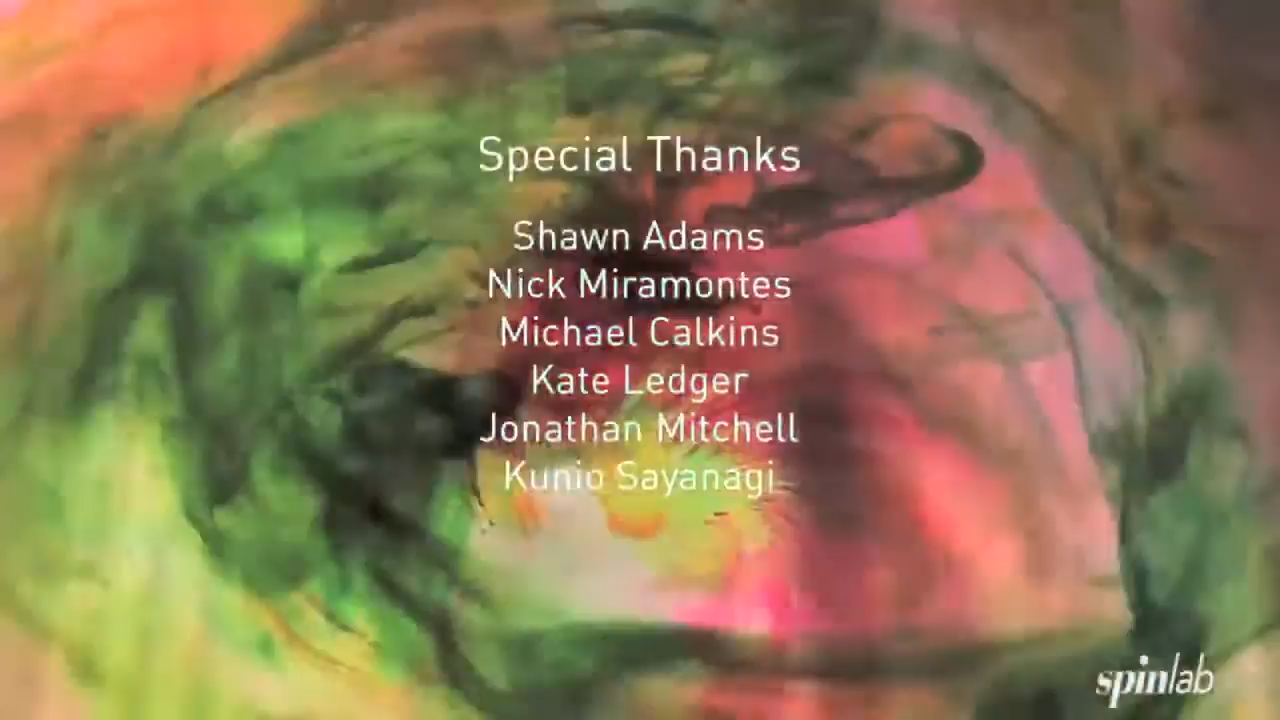 Special Thanks
Shawn Adams
Nick Miramontes
Michael Calkins
Kate Ledger
Jonathan Mitchell
Kunio Sayanagi
spinlab